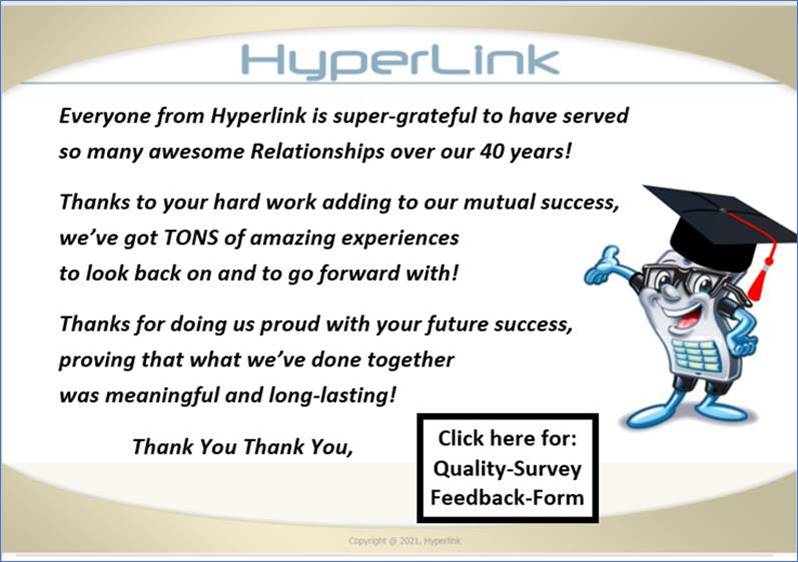 HyperLink
Everyone from Hyperlink is super-grateful to have served
so many awesome Relationships over our 40 years!
Thanks to your hard work adding to our mutual success,
we've got TONS of amazing experiences
to look back on and to go forward with!
Thanks for doing us proud with your future success,
proving that what we've done together
was meaningful and long-lasting!
Thank You Thank You,
Click here for:
Quality-Survey
Feedback-Form
Copyright @ 2021, Hyperlink